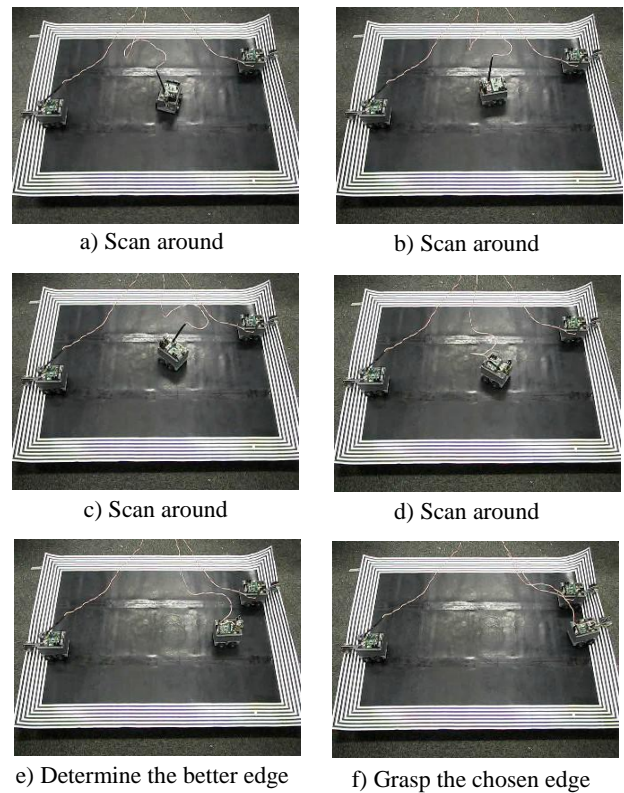 a) Scan around
b) Scan around
c) Scan around
d) Scan around
e) Determine the better edge
f) Grasp the chosen edge